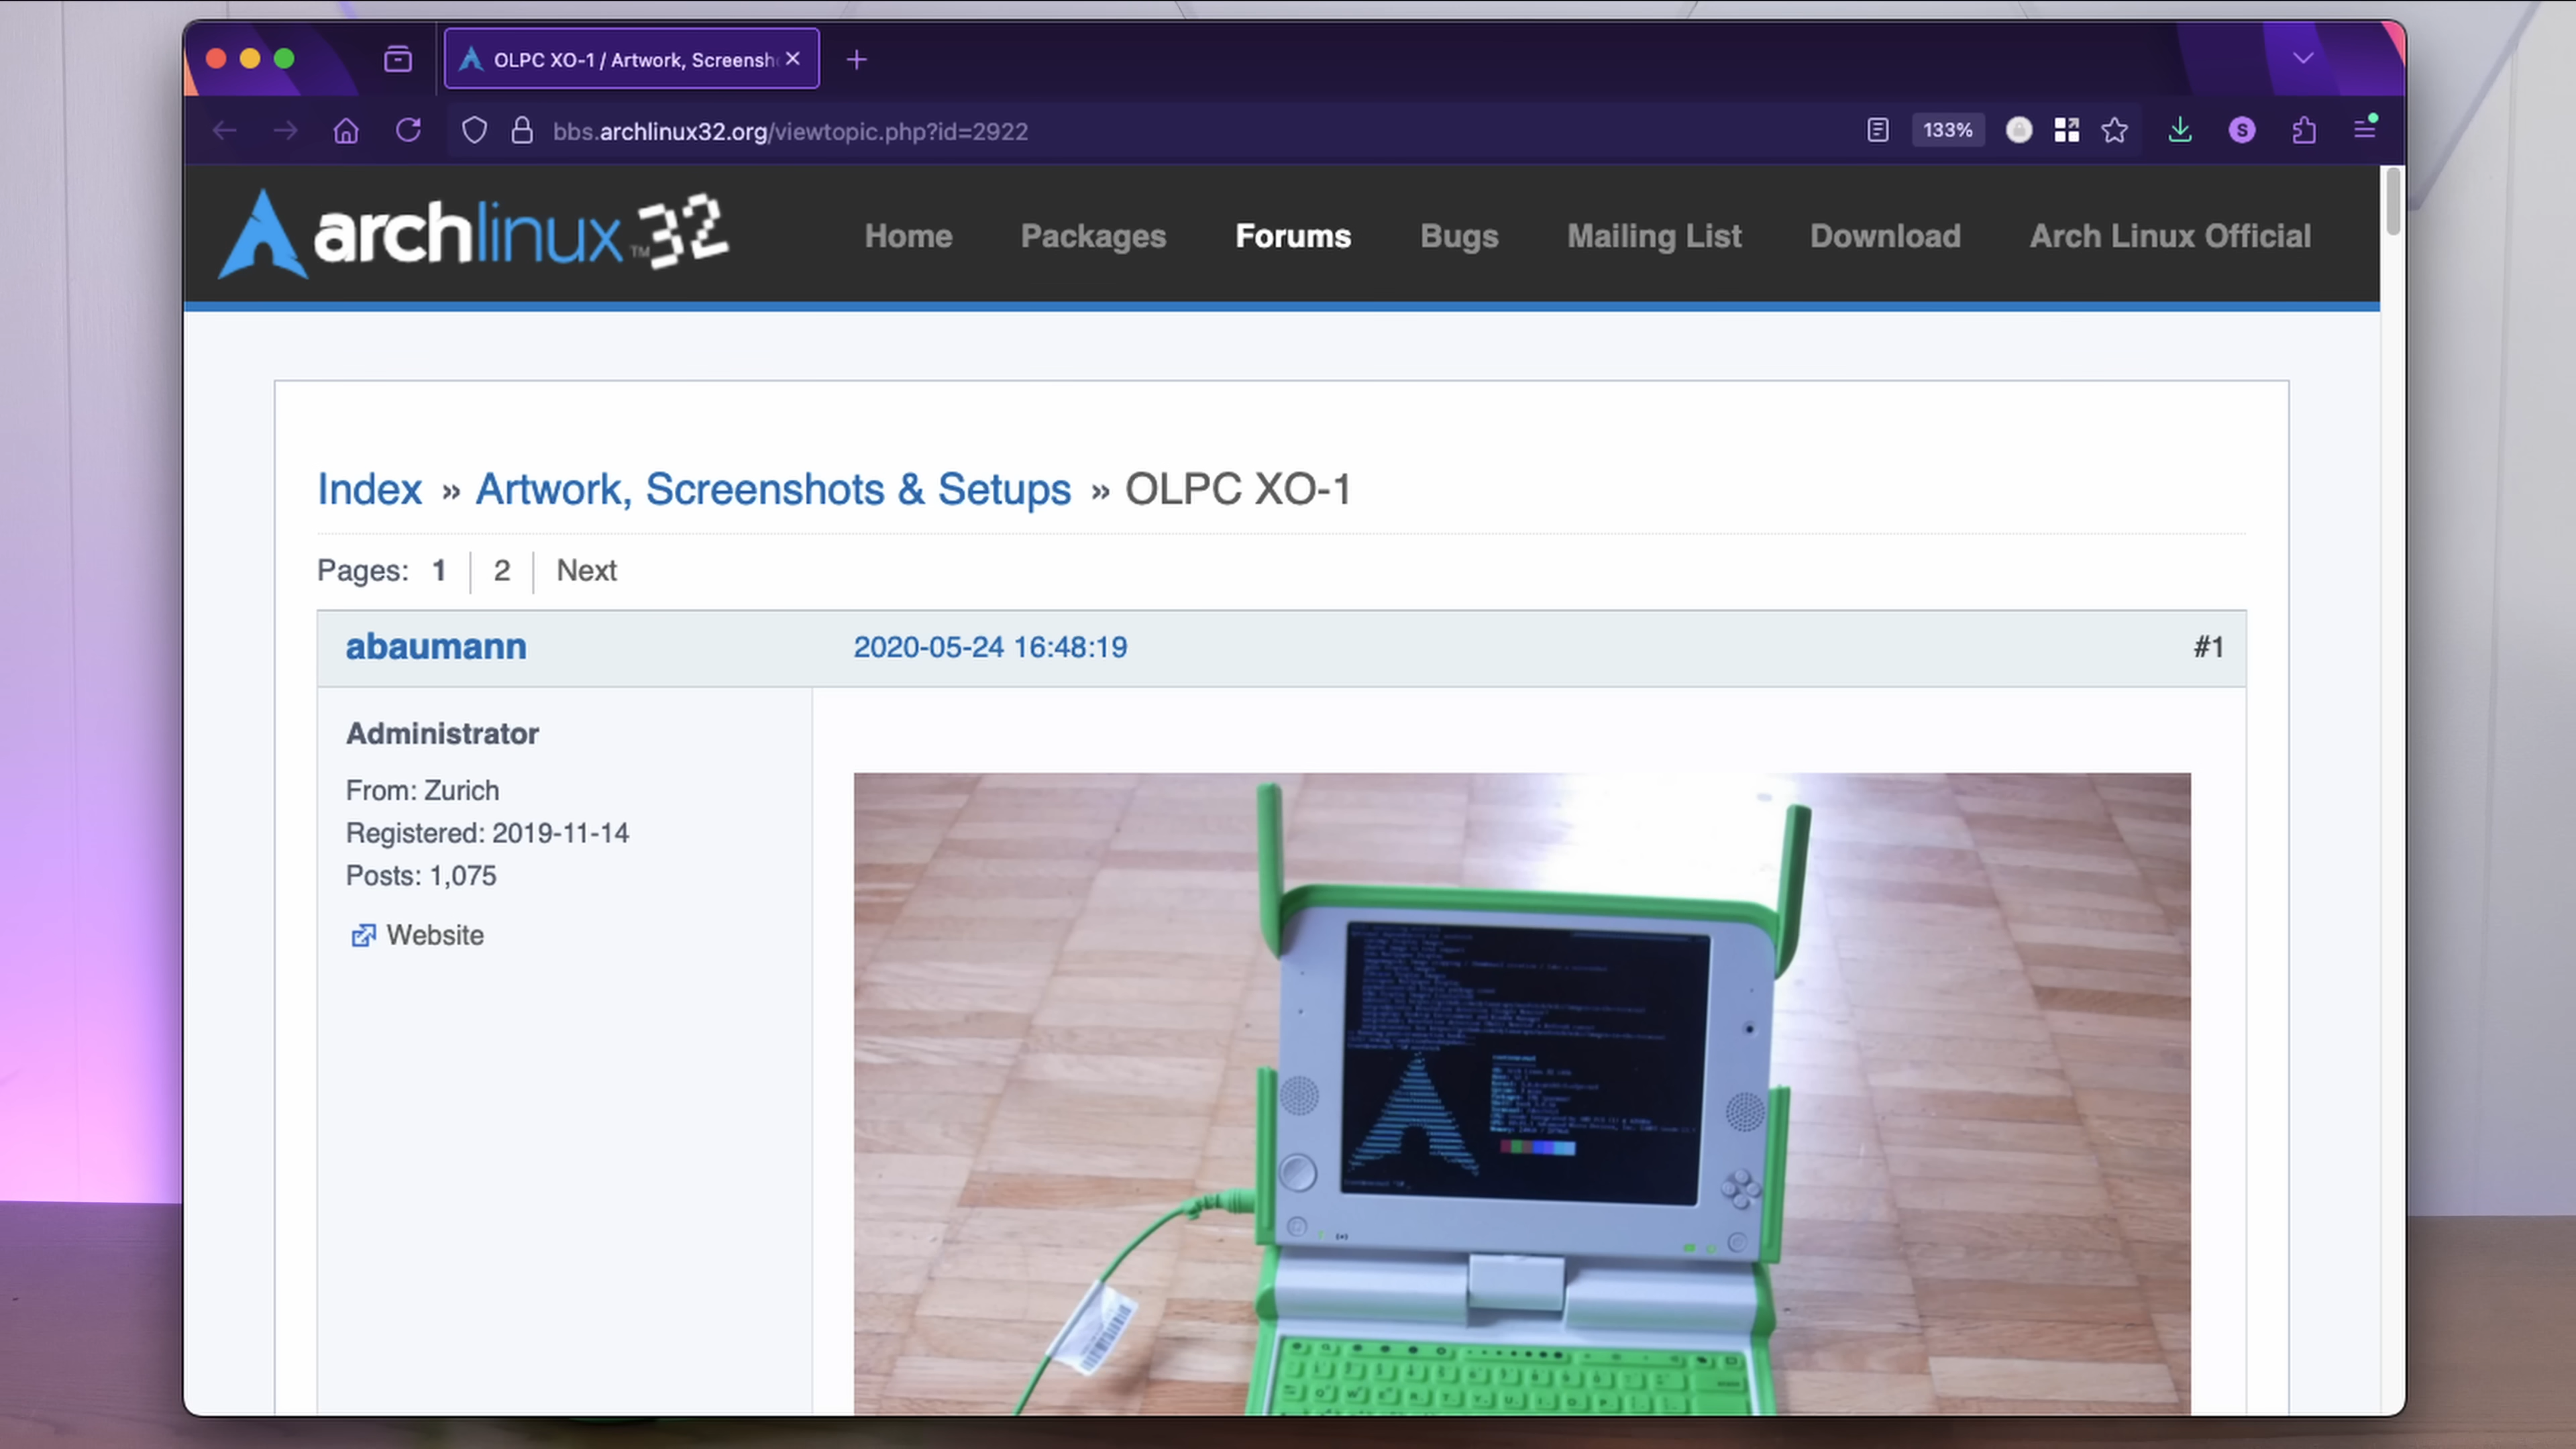 OLPC XO-1 / Artwork, Screensh
bbs.archlinux32.org/viewtopic.php?id=2922
133%
S
archlinux™32
Home Packages Forums Bugs Mailing List Download Arch Linux Official
Index » Artwork, Screenshots & Setups » OLPC XO-1
Pages: 1 2 Next
abaumann 2020-05-24 16:48:19 #1
Administrator
From: Zurich
Registered: 2019-11-14
Posts: 1,075
Website